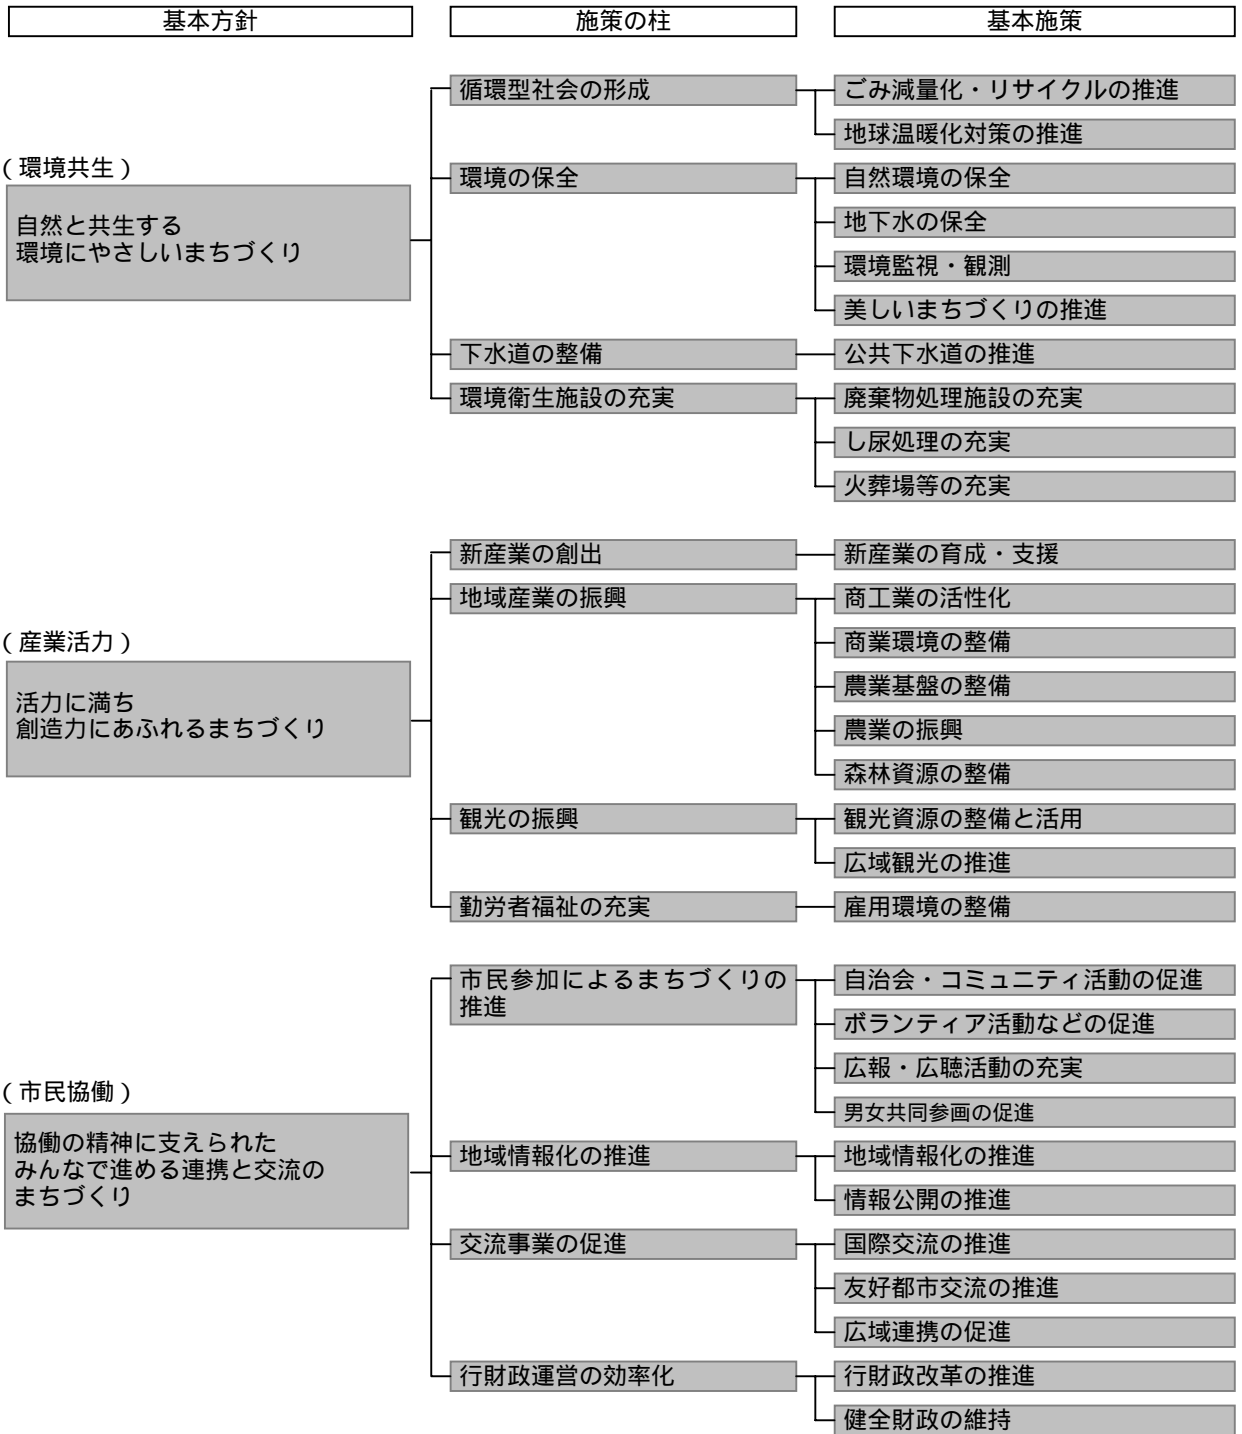 基本方針
施策の柱
基本施策
循環型社会の形成
ごみ減量化・リサイクルの推進
地球温暖化対策の推進
(環境共生)
自然と共生する
環境にやさしいまちづくり
環境の保全
自然環境の保全
地下水の保全
環境監視・観測
美しいまちづくりの推進
下水道の整備
公共下水道の推進
環境衛生施設の充実
廃棄物処理施設の充実
し尿処理の充実
火葬場等の充実
新産業の創出
新産業の育成・支援
地域産業の振興
商工業の活性化
(産業活力)
活力に満ち
創造力にあふれるまちづくり
商業環境の整備
農業基盤の整備
農業の振興
森林資源の整備
観光の振興
観光資源の整備と活用
広域観光の推進
勤労者福祉の充実
雇用環境の整備
市民参加によるまちづくりの
推進
自治会・コミュニティ活動の促進
ボランティア活動などの促進
広報・広聴活動の充実
男女共同参画の促進
(市民協働)
協働の精神に支えられた
みんなで進める連携と交流の
まちづくり
地域情報化の推進
地域情報化の推進
情報公開の推進
交流事業の促進
国際交流の推進
友好都市交流の推進
広域連携の促進
行財政運営の効率化
行財政改革の推進
健全財政の維持